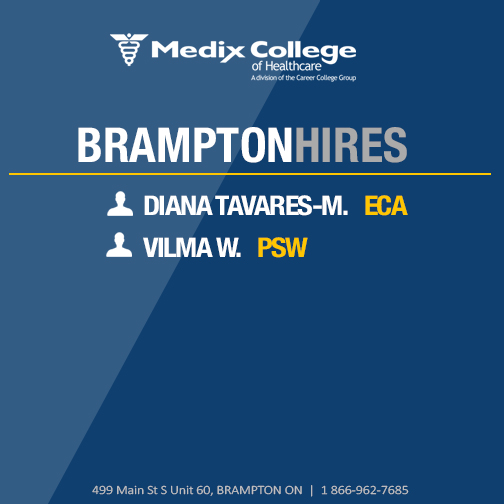 Medix College
of Healthcare
A division of the Career College Group
BRAMPTONHIRES
DIANA TAVARES-M. ECA
VILMA W. PSW
499 Main St S Unit 60, BRAMPTON ON | 1 866-962-7685